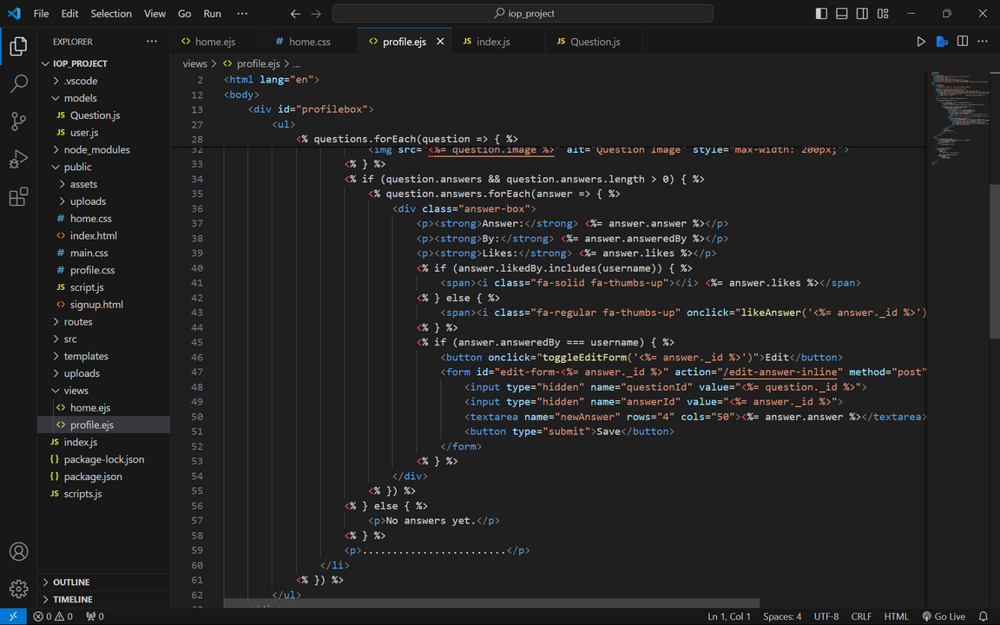 File Edit Selection View Go Run ··· iop_project
EXPLORER
IOP_PROJECT
.vscode
models
JS Question.js
JS user.js
node_modules
public
assets
uploads
# home.css
<> index.html
# main.css
# profile.css
JS script.js
<> signup.html
routes
src
templates
uploads
views
<> home.ejs
<> profile.ejs
JS index.js
{} package-lock.json
{} package.json
JS scripts.js
OUTLINE
TIMELINE
<> home.ejs # home.css <> profile.ejs JS index.js JS Question.js
views > <> profile.ejs > ...
2 <html lang="en">
12 <body>
13 <div id="profilebox">
27 <ul>
28 <% questions.forEach(question => { %>
32 <img src="<%= question.image %>" alt="Question Image" style="max-width: 200px;">
33 <% } %>
34 <% if (question.answers && question.answers.length > 0) { %>
35 <% question.answers.forEach(answer => { %>
36 <div class="answer-box">
37 <p><strong>Answer:</strong> <%= answer.answer %></p>
38 <p><strong>By:</strong> <%= answer.answeredBy %></p>
39 <p><strong>Likes:</strong> <%= answer.likes %></p>
40 <% if (answer.likedBy.includes(username)) { %>
41 <span><i class="fa-solid fa-thumbs-up"></i> <%= answer.likes %></span>
42 <% } else { %>
43 <span><i class="fa-regular fa-thumbs-up" onclick="likeAnswer('<%= answer._id %>')
44 <% } %>
45 <% if (answer.answeredBy === username) { %>
46 <button onclick="toggleEditForm('<%= answer._id %>')">Edit</button>
47 <form id="edit-form-<%= answer._id %>" action="/edit-answer-inline" method="post"
48 <input type="hidden" name="questionId" value="<%= question._id %>">
49 <input type="hidden" name="answerId" value="<%= answer._id %>">
50 <textarea name="newAnswer" rows="4" cols="50"><%= answer.answer %></textarea>
51 <button type="submit">Save</button>
52 </form>
53 <% } %>
54 </div>
55 <% }) %>
56 <% } else { %>
57 <p>No answers yet.</p>
58 <% } %>
59 <p>........................</p>
60 </li>
61 <% }) %>
62 </ul>
0 0 0 Ln 1, Col 1 Spaces: 4 UTF-8 CRLF HTML Go Live